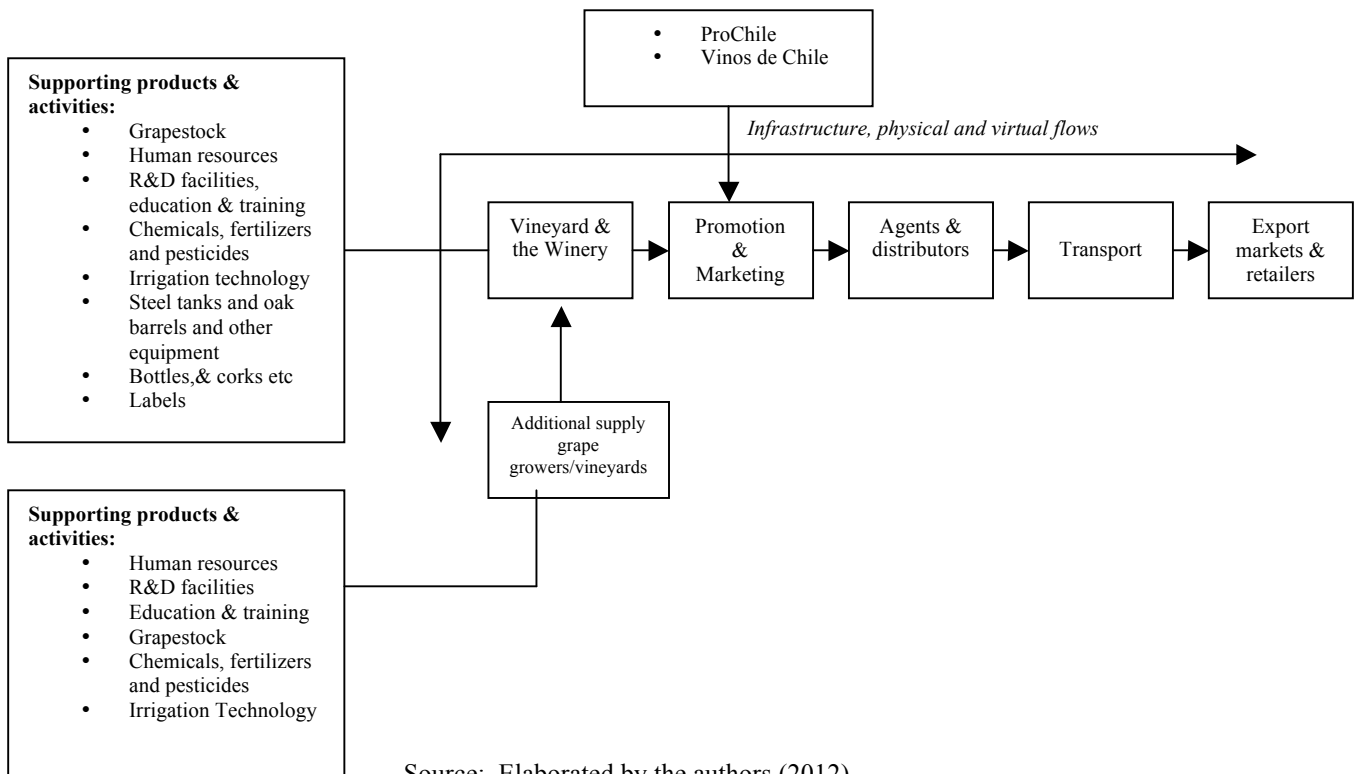 • ProChile
• Vinos de Chile
Supporting products &
activities:
• Grapestock
• Human resources
• R&D facilities,
education & training
• Chemicals, fertilizers
and pesticides
• Irrigation technology
• Steel tanks and oak
barrels and other
equipment
• Bottles,& corks etc
• Labels
Infrastructure, physical and virtual flows
Vineyard &
the Winery
Promotion
&
Marketing
Agents &
distributors
Transport
Export
markets &
retailers
Additional supply
grape
growers/vineyards
Supporting products &
activities:
• Human resources
• R&D facilities
• Education & training
• Grapestock
• Chemicals, fertilizers
and pesticides
• Irrigation Technology
Source: Elaborated by the authors (2012)